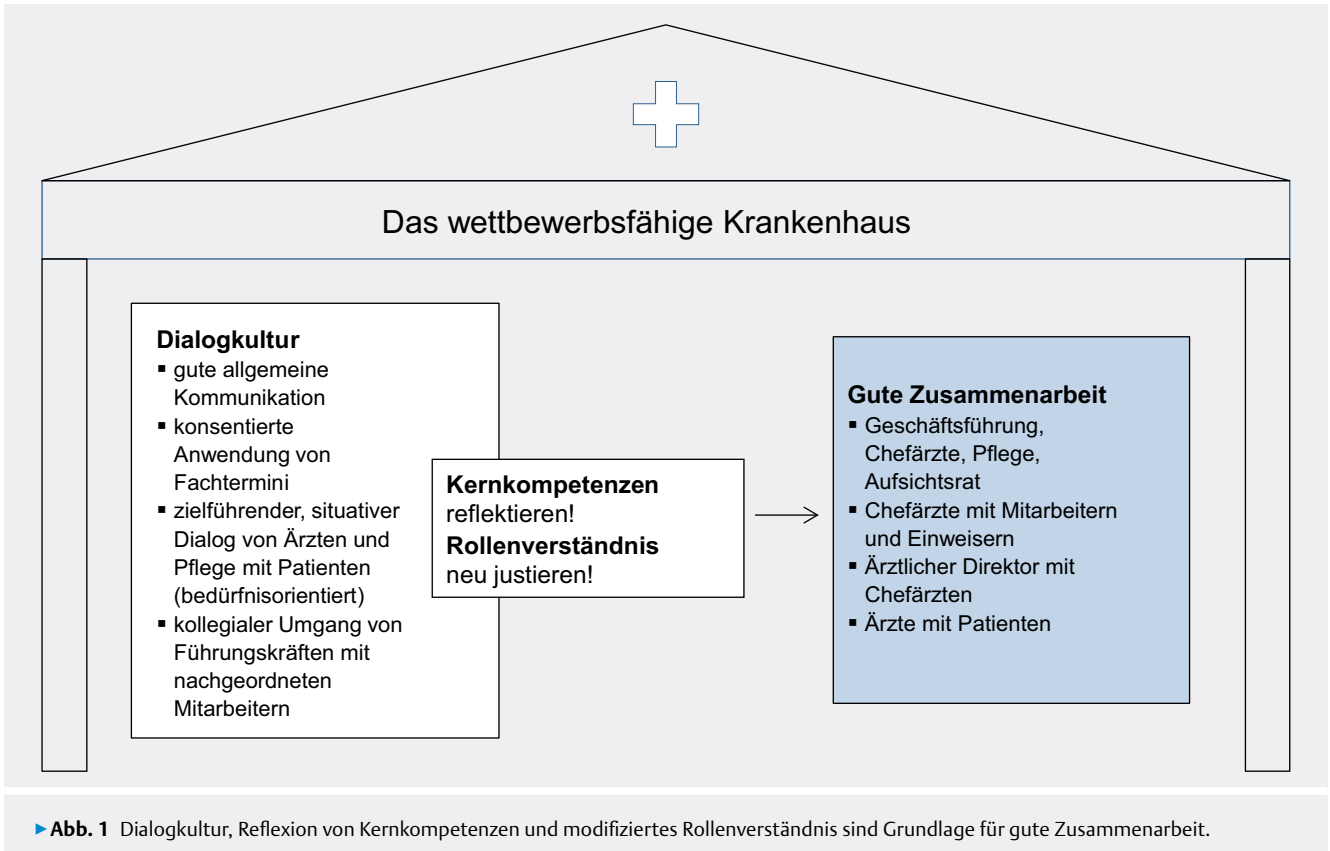 Das wettbewerbsfähige Krankenhaus
Dialogkultur
▪ gute allgemeine
Kommunikation
▪ konsentierte
Anwendung von
Fachtermini
▪ zielführender, situativer
Dialog von Ärzten und
Pflege mit Patienten
(bedürfnisorientiert)
▪ kollegialer Umgang von
Führungskräften mit
nachgeordneten
Mitarbeitern
Kernkompetenzen
reflektieren!
Rollenverständnis
neu justieren!
Gute Zusammenarbeit
▪ Geschäftsführung,
Chefärzte, Pflege,
Aufsichtsrat
▪ Chefärzte mit Mitarbeitern
und Einweisern
▪ Ärztlicher Direktor mit
Chefärzten
▪ Ärzte mit Patienten
▶Abb. 1 Dialogkultur, Reflexion von Kernkompetenzen und modifiziertes Rollenverständnis sind Grundlage für gute Zusammenarbeit.